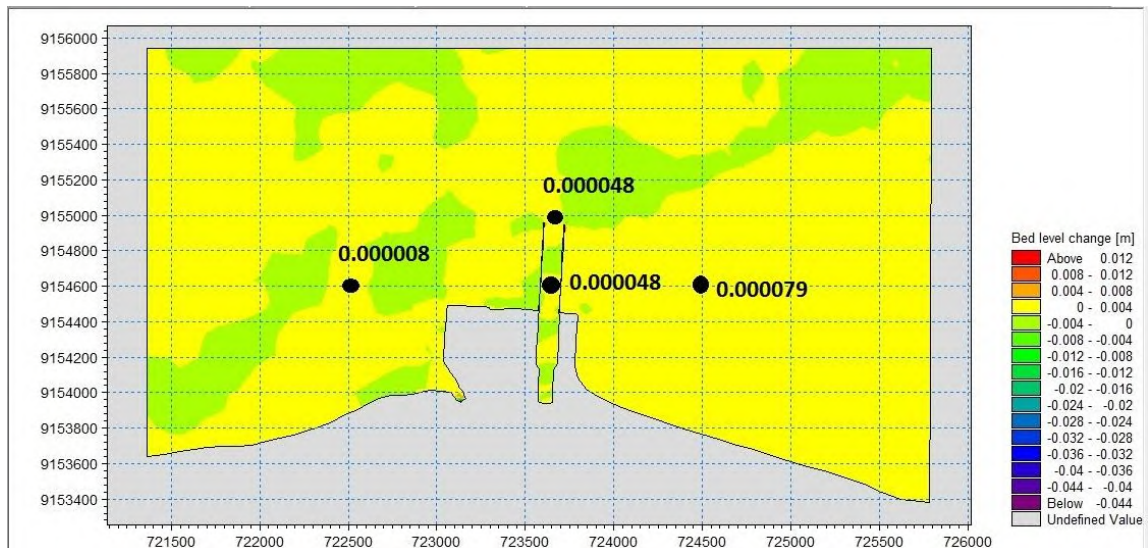 9156000
9155800
9155600
9155400
9155200
9155000
9154800
9154600
9154400
9154200
9154000
9153800
9153600
9153400
0.000048
0.000008
0.000048
0.000079
721500 722000 722500 723000 723500 724000 724500 725000 725500 726000
Bed level change [m]
Above 0.012
0.008 - 0.012
0.004 - 0.008
0 - 0.004
-0.004 - 0
-0.008 - -0.004
-0.012 - -0.008
-0.016 - -0.012
-0.02 - -0.016
-0.024 - -0.02
-0.028 - -0.024
-0.032 - -0.028
-0.036 - -0.032
-0.04 - -0.036
-0.044 - -0.04
Below -0.044
Undefined Value